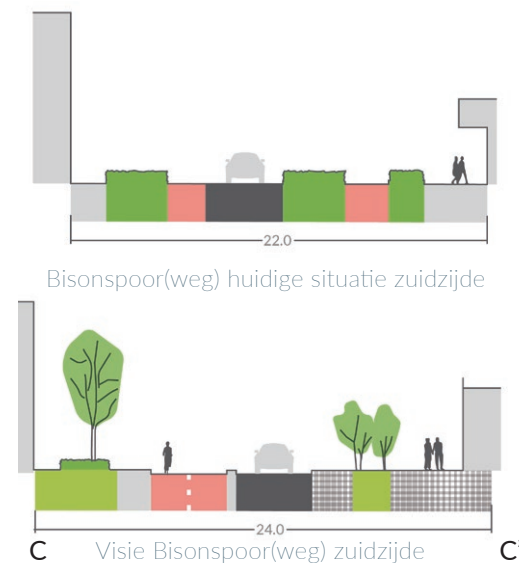 22.0
Bisonspoor(weg) huidige situatie zuidzijde
24.0
C Visie Bisonspoor(weg) zuidzijde C'